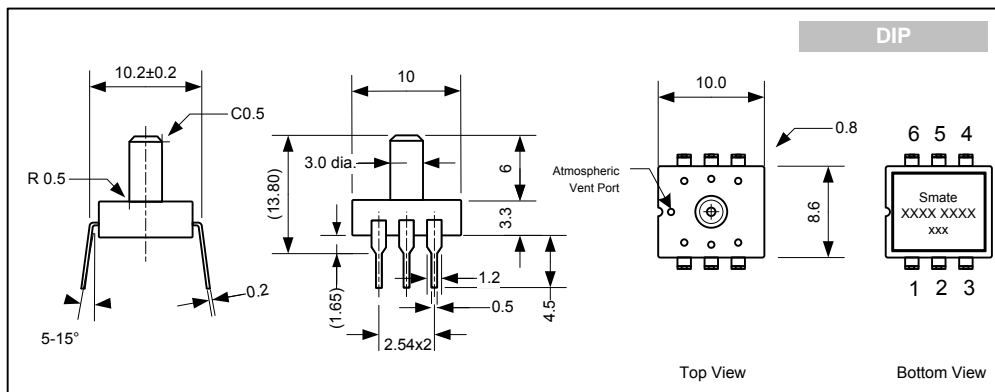 DIP
10.2±0.2
C0.5
R 0.5
5-15°
0.2
10
3.0 dia.
(13.80)
(1.65)
6
3.3
4.5
1.2
0.5
2.54x2
10.0
0.8
Atmospheric
Vent Port
8.6
Top View
6 5 4
Smate
XXXX XXXX
xxx
1 2 3
Bottom View